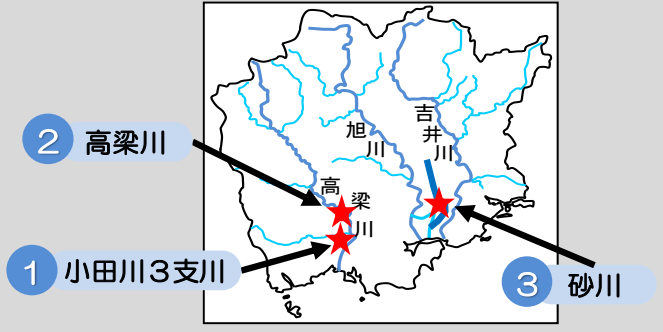 ② 高梁川
① 小田川３支川
③ 砂川
高梁川
旭川
吉井川